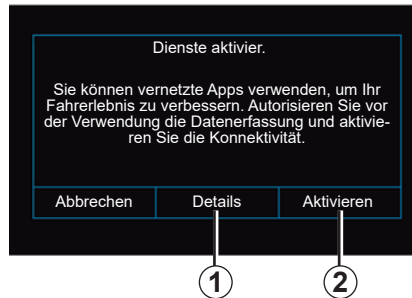 Dienste aktivier.
Sie können vernetzte Apps verwenden, um Ihr
Fahrerlebnis zu verbessern. Autorisieren Sie vor
der Verwendung die Datenerfassung und aktivie-
ren Sie die Konnektivität.
Abbrechen Details Aktivieren
1 2